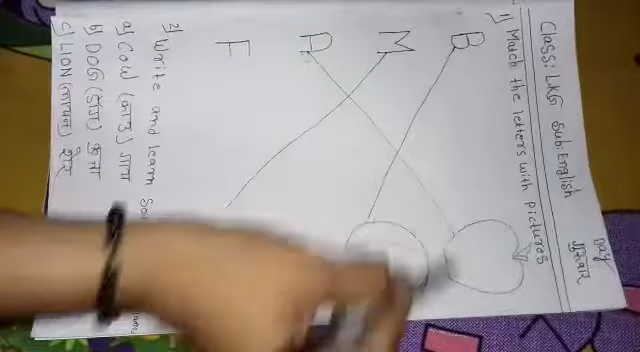 Day
Class: LKG Sub: English शुक्रवार
1) Match the letters with pictures
B
M
A
F
2) Write and learn
a) COW (काऊ) गाय
b) DOG (डॉग) कुत्ता
c) LION (लायन) शेर